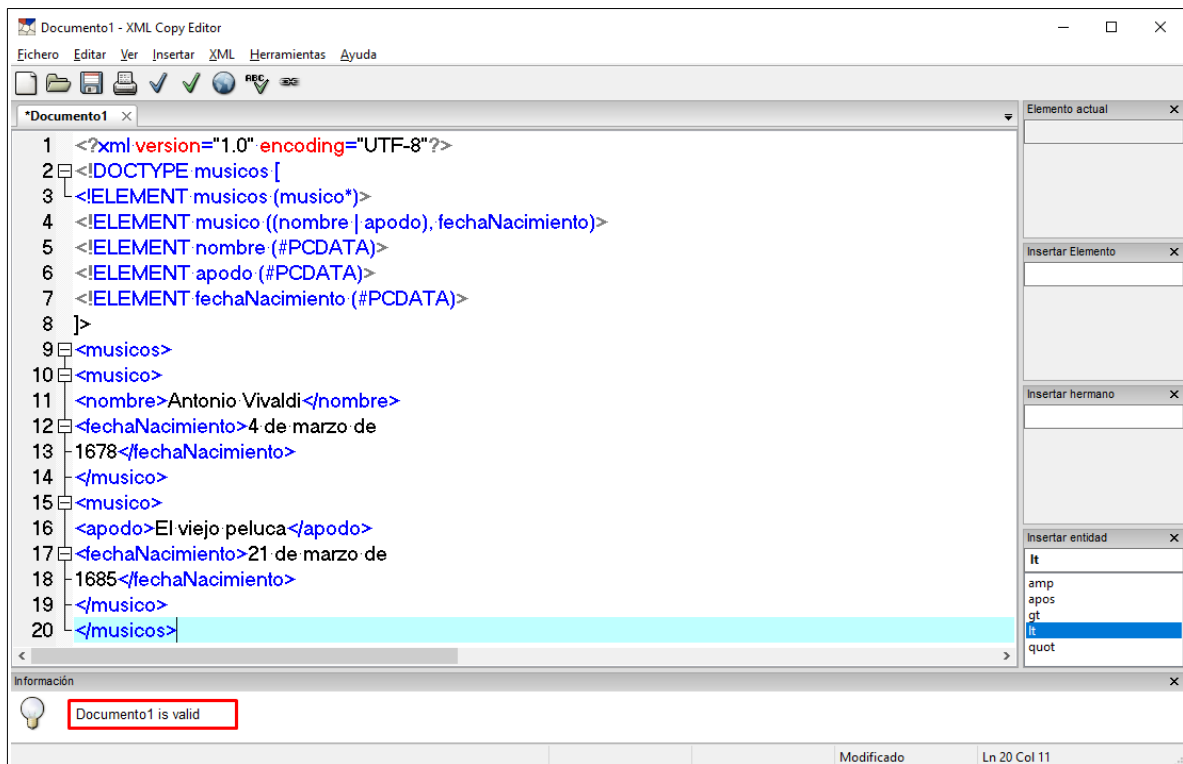 Documento1 - XML Copy Editor
Fichero Editar Ver Insertar XML Herramientas Ayuda
ABC
*Documento1
1 <?xml version="1.0" encoding="UTF-8"?>
2 <!DOCTYPE musicos [
3 <!ELEMENT musicos (musico*)>
4 <!ELEMENT musico ((nombre | apodo), fechaNacimiento)>
5 <!ELEMENT nombre (#PCDATA)>
6 <!ELEMENT apodo (#PCDATA)>
7 <!ELEMENT fechaNacimiento (#PCDATA)>
8 ]>
9 <musicos>
10 <musico>
11 <nombre>Antonio Vivaldi</nombre>
12 <fechaNacimiento>4 de marzo de
13 1678</fechaNacimiento>
14 </musico>
15 <musico>
16 <apodo>El viejo peluca</apodo>
17 <fechaNacimiento>21 de marzo de
18 1685</fechaNacimiento>
19 </musico>
20 </musicos>
Elemento actual
Insertar Elemento
Insertar hermano
Insertar entidad
lt
amp
apos
gt
lt
quot
Información
Documento1 is valid
Modificado Ln 20 Col 11